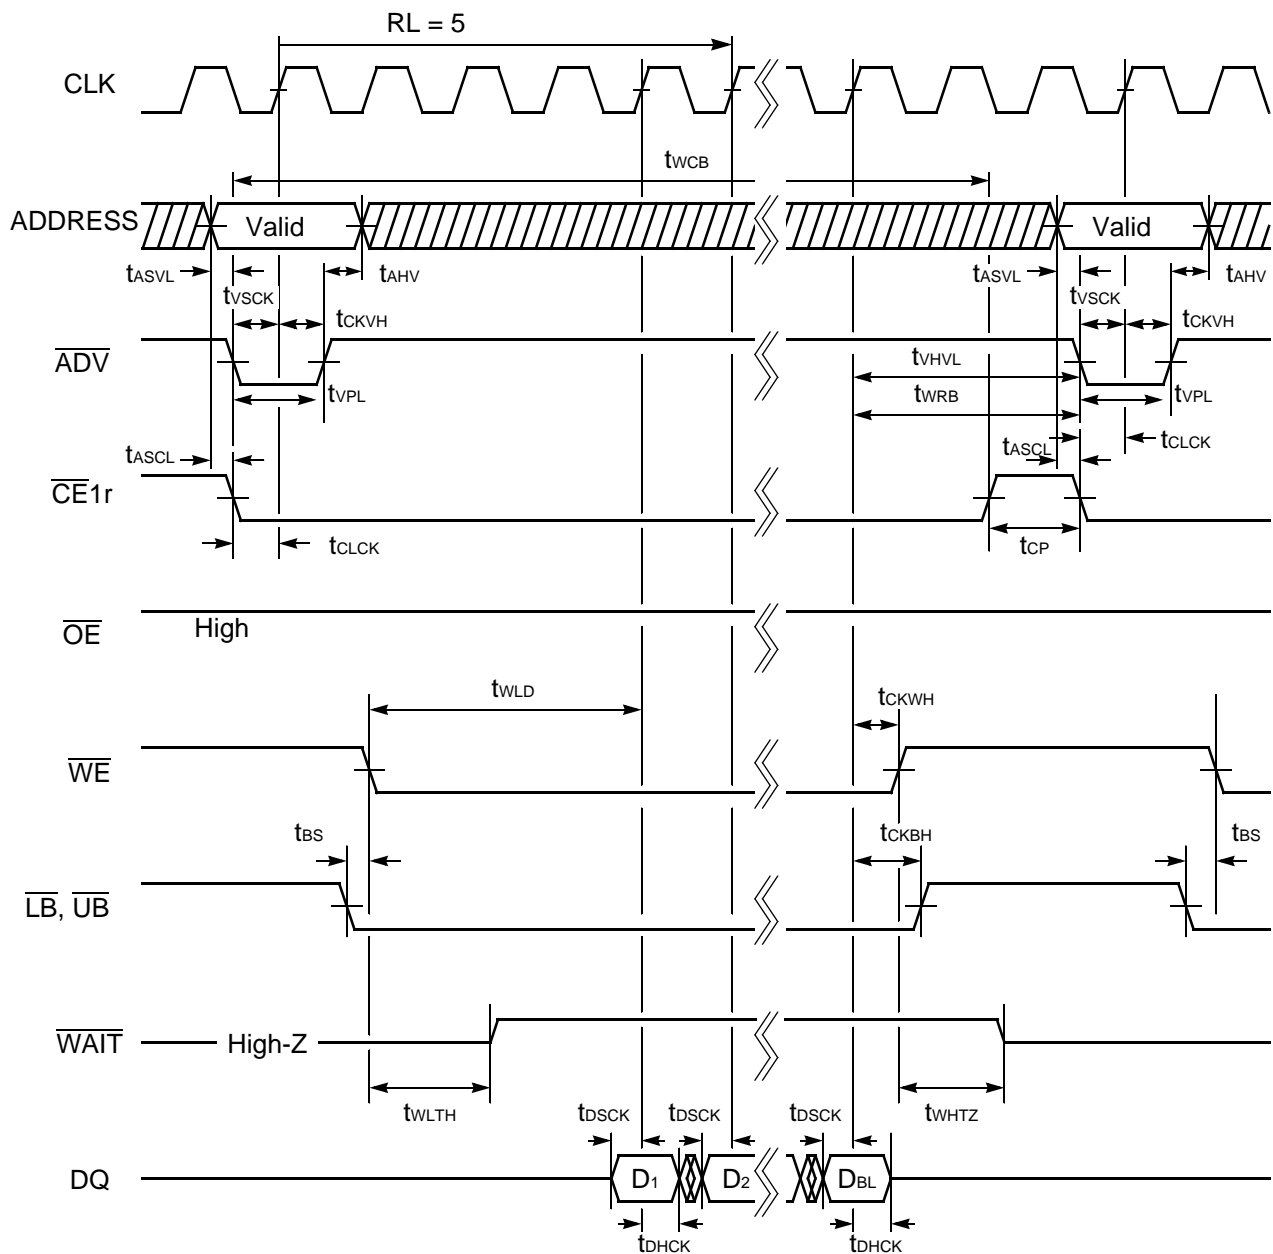 RL = 5
CLK
tWCB
ADDRESS Valid Valid
tASVL tAHV tASVL tAHV
tVSCK tVSCK
tCKVH tCKVH
ADV tVHVL
tVPL tWRB tVPL
tASCL tASCL tCLCK
CE1r
tCLCK tCP
OE High
tWLD tCKWH
WE
tBS tCKBH tBS
LB, UB
WAIT High-Z
tWLTH tDSCK tDSCK tDSCK tWHTZ
DQ D1 D2 DBL
tDHCK tDHCK